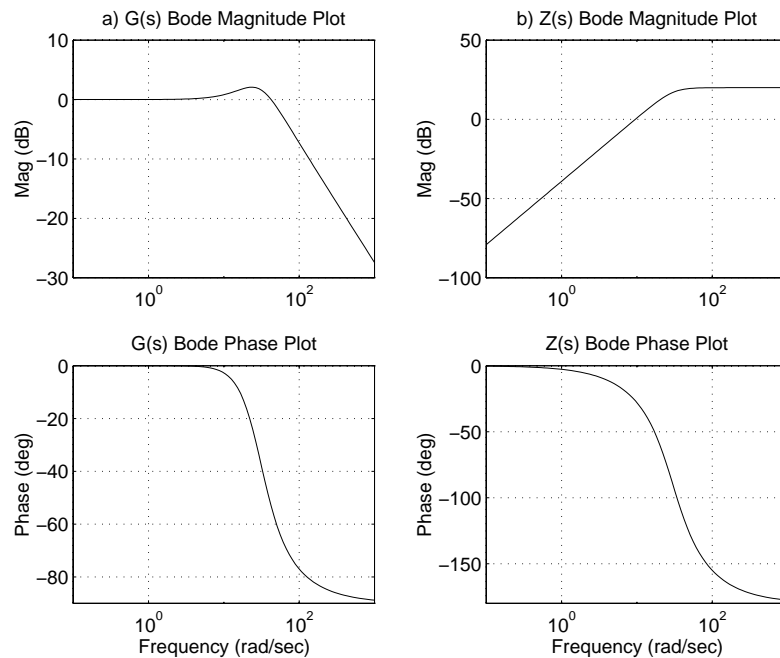 a) G(s) Bode Magnitude Plot
10
0
−10
−20
−30
Mag (dB)
10^0
10^2
b) Z(s) Bode Magnitude Plot
50
0
−50
−100
Mag (dB)
10^0
10^2
G(s) Bode Phase Plot
0
−20
−40
−60
−80
Phase (deg)
10^0
10^2
Frequency (rad/sec)
Z(s) Bode Phase Plot
0
−50
−100
−150
Phase (deg)
10^0
10^2
Frequency (rad/sec)